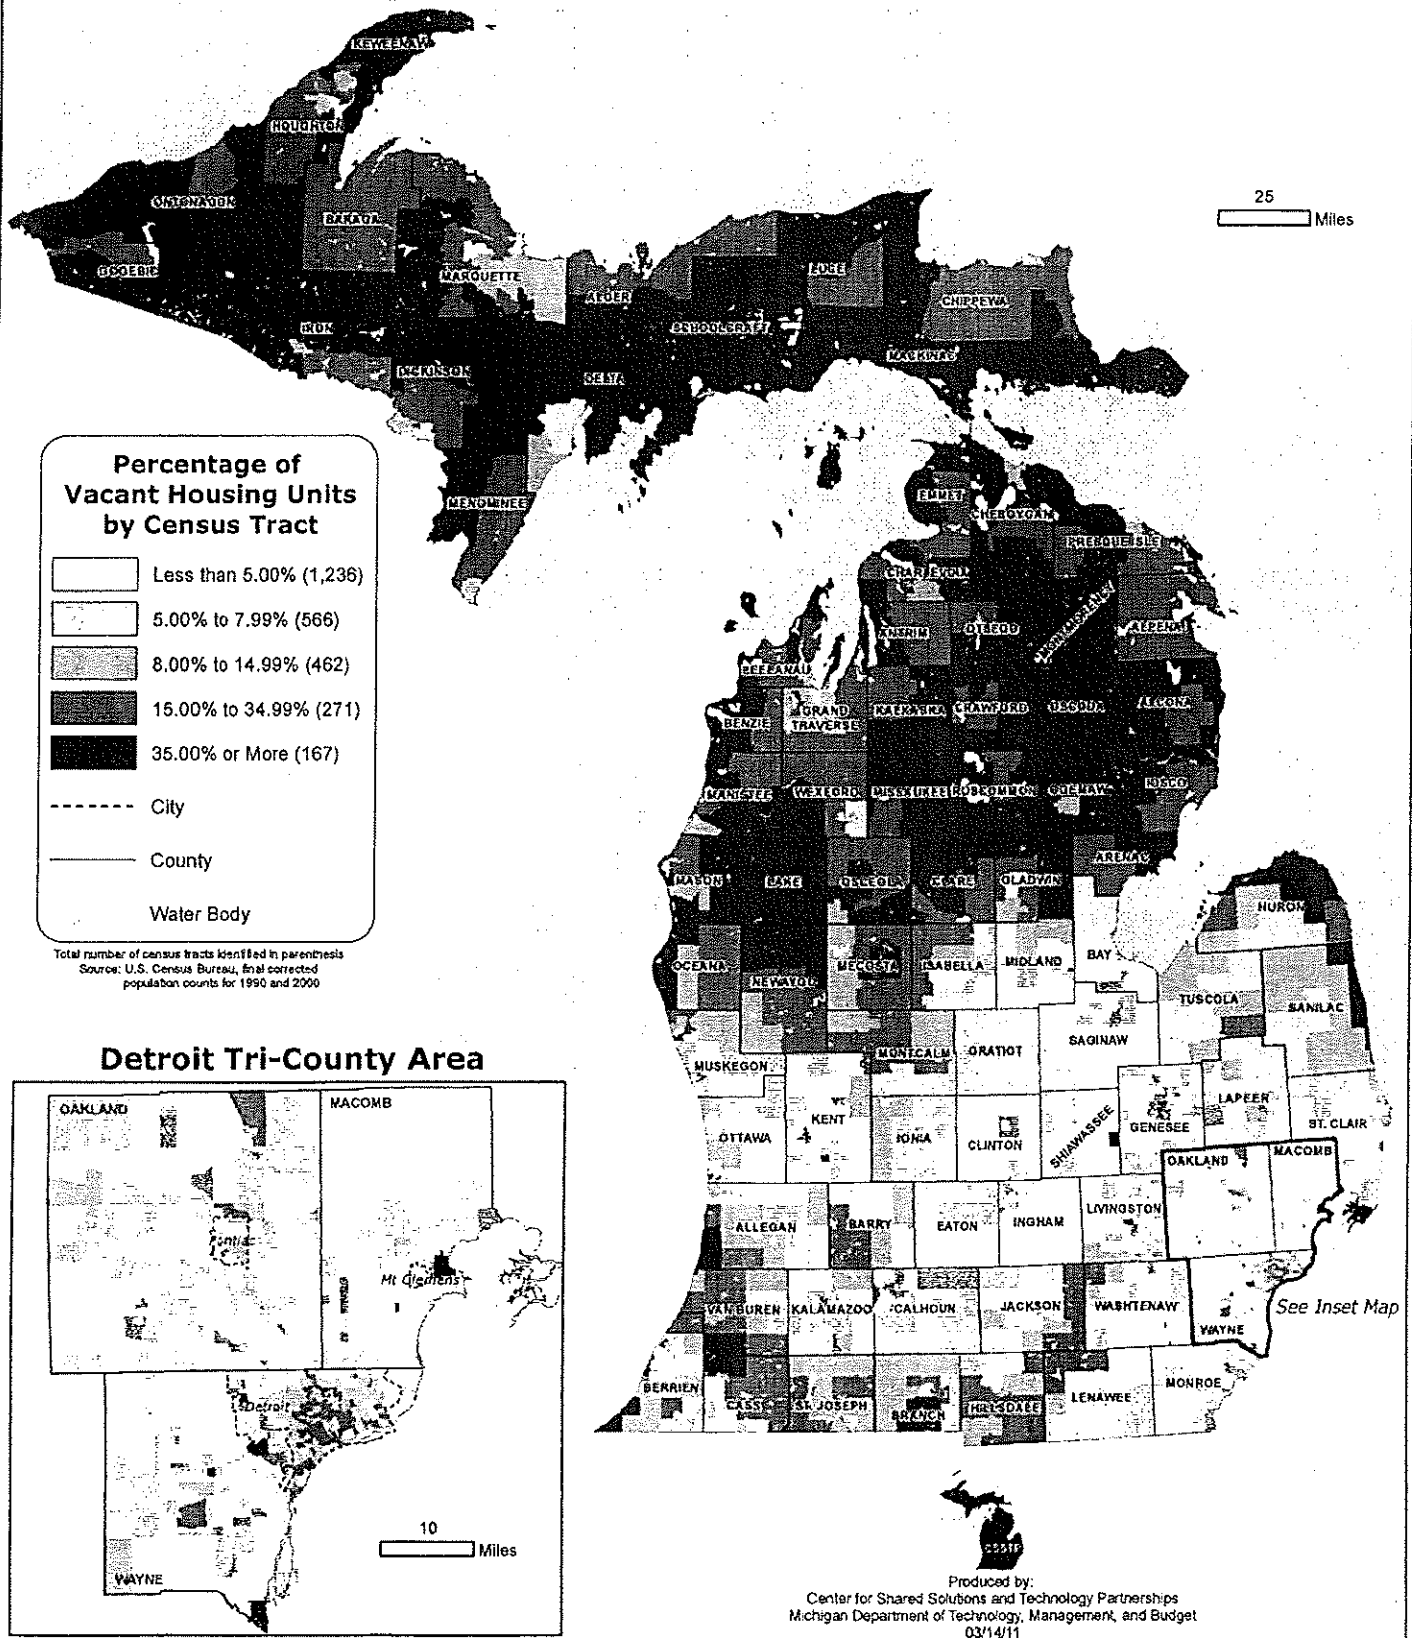 KEWEENAW
HOUGHTON
ONTONAGON
BARAGA
GOGEBIC
MARQUETTE
ALGER
LUCE
CHIPPEWA
IRON
SCHOOLCRAFT
MACKINAC
DICKINSON
DELTA
MENOMINEE
25
Miles
Percentage of
Vacant Housing Units
by Census Tract
Less than 5.00% (1,236)
5.00% to 7.99% (566)
8.00% to 14.99% (462)
15.00% to 34.99% (271)
35.00% or More (167)
City
County
Water Body
Total number of census tracts identified in parenthesis
Source: U.S. Census Bureau, final corrected
population counts for 1990 and 2000
EMMET
CHEBOYGAN
PRESQUE ISLE
CHARLEVOIX
ANTRIM
OTSEGO
MONTMORENCY
ALPENA
LEELANAU
BENZIE
GRAND
TRAVERSE
KALKASKA
CRAWFORD
OSCODA
ALCONA
MANISTEE
WEXFORD
MISSAUKEE
ROSCOMMON
OGEMAW
IOSCO
ARENAC
MASON
LAKE
OSCEOLA
CLARE
GLADWIN
HURON
OCEANA
NEWAYGO
MECOSTA
ISABELLA
MIDLAND
BAY
TUSCOLA
SANILAC
MUSKEGON
MONTCALM
GRATIOT
SAGINAW
OTTAWA
KENT
IONIA
CLINTON
SHIAWASSEE
GENESEE
LAPEER
ST. CLAIR
OAKLAND
MACOMB
ALLEGAN
BARRY
EATON
INGHAM
LIVINGSTON
VAN BUREN
KALAMAZOO
CALHOUN
JACKSON
WASHTENAW
WAYNE
See Inset Map
BERRIEN
CASS
ST. JOSEPH
BRANCH
HILLSDALE
LENAWEE
MONROE
Detroit Tri-County Area
OAKLAND
MACOMB
Pontiac
Mt Clemens
Detroit
WAYNE
10
Miles
Produced by:
Center for Shared Solutions and Technology Partnerships
Michigan Department of Technology, Management, and Budget
03/14/11